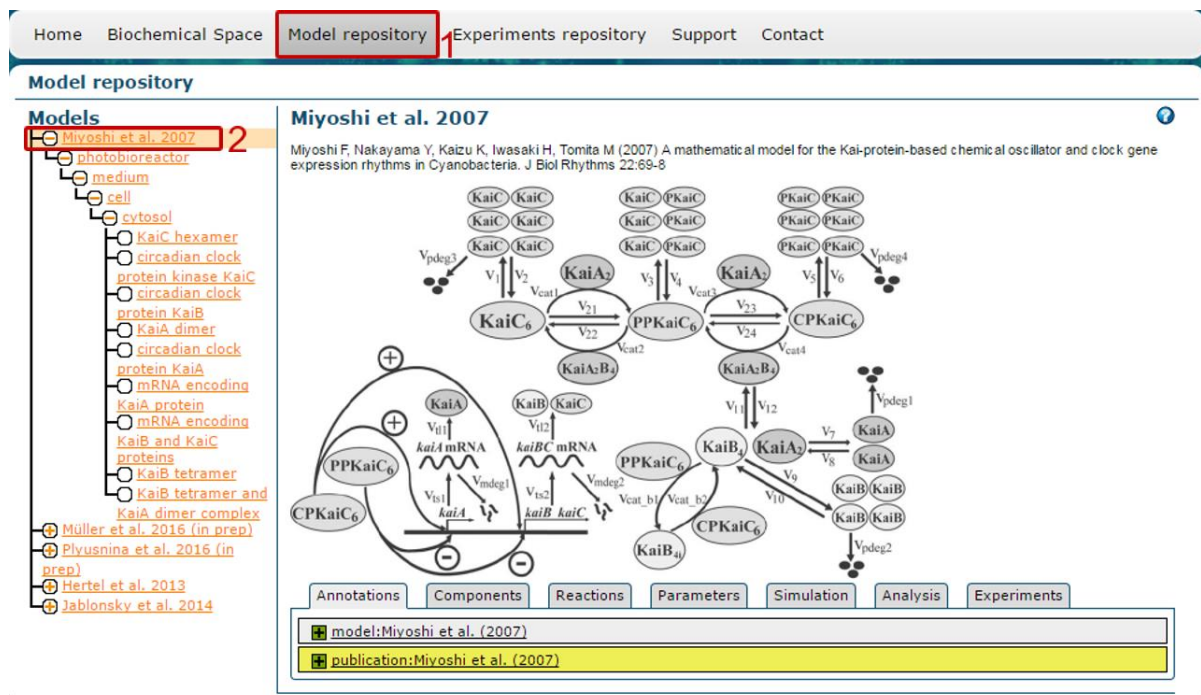 Home Biochemical Space Model repository 1 Experiments repository Support Contact
Model repository
Models
Miyoshi et al. 2007 2
photobioreactor
medium
cell
cytosol
KaiC hexamer
circadian clock
protein kinase KaiC
circadian clock
protein KaiB
KaiA dimer
circadian clock
protein KaiA
mRNA encoding
KaiA protein
mRNA encoding
KaiB and KaiC
proteins
KaiB tetramer
KaiB tetramer and
KaiA dimer complex
Müller et al. 2016 (in prep)
Plyusnina et al. 2016 (in
prep)
Hertel et al. 2013
Jablonsky et al. 2014
Miyoshi et al. 2007 ?
Miyoshi F, Nakayama Y, Kaizu K, Iwasaki H, Tomita M (2007) A mathematical model for the Kai-protein-based chemical oscillator and clock gene
expression rhythms in Cyanobacteria. J Biol Rhythms 22:69-8
KaiC KaiC KaiC PKaiC PKaiC PKaiC
KaiC KaiC KaiC PKaiC PKaiC PKaiC
KaiC KaiC KaiC PKaiC PKaiC PKaiC
Vpdeg3 V1 V2 Vcat1 KaiA2 V3 V4 Vcat3 KaiA2 V5 V6 Vpdeg4
KaiC6 V21 V22 PPKaiC6 V23 V24 CPKaiC6
Vcat2 Vcat4
KaiA2B4 KaiA2B4
+ KaiA KaiB KaiC V11 V12 Vpdeg1
+ Vtl1 Vtl2
kaiA mRNA kaiBC mRNA
KaiB4 KaiA2 V7 V8 KaiA
KaiA
PPKaiC6 Vmdeg1 Vmdeg2 PPKaiC6 V9 V10
CPKaiC6 Vts1 Vts2 Vcat_b1 Vcat_b2 KaiB KaiB
kaiA kaiB kaiC CPKaiC6 KaiB KaiB
− − KaiB4i Vpdeg2
Annotations Components Reactions Parameters Simulation Analysis Experiments
model:Miyoshi et al. (2007)
publication:Miyoshi et al. (2007)